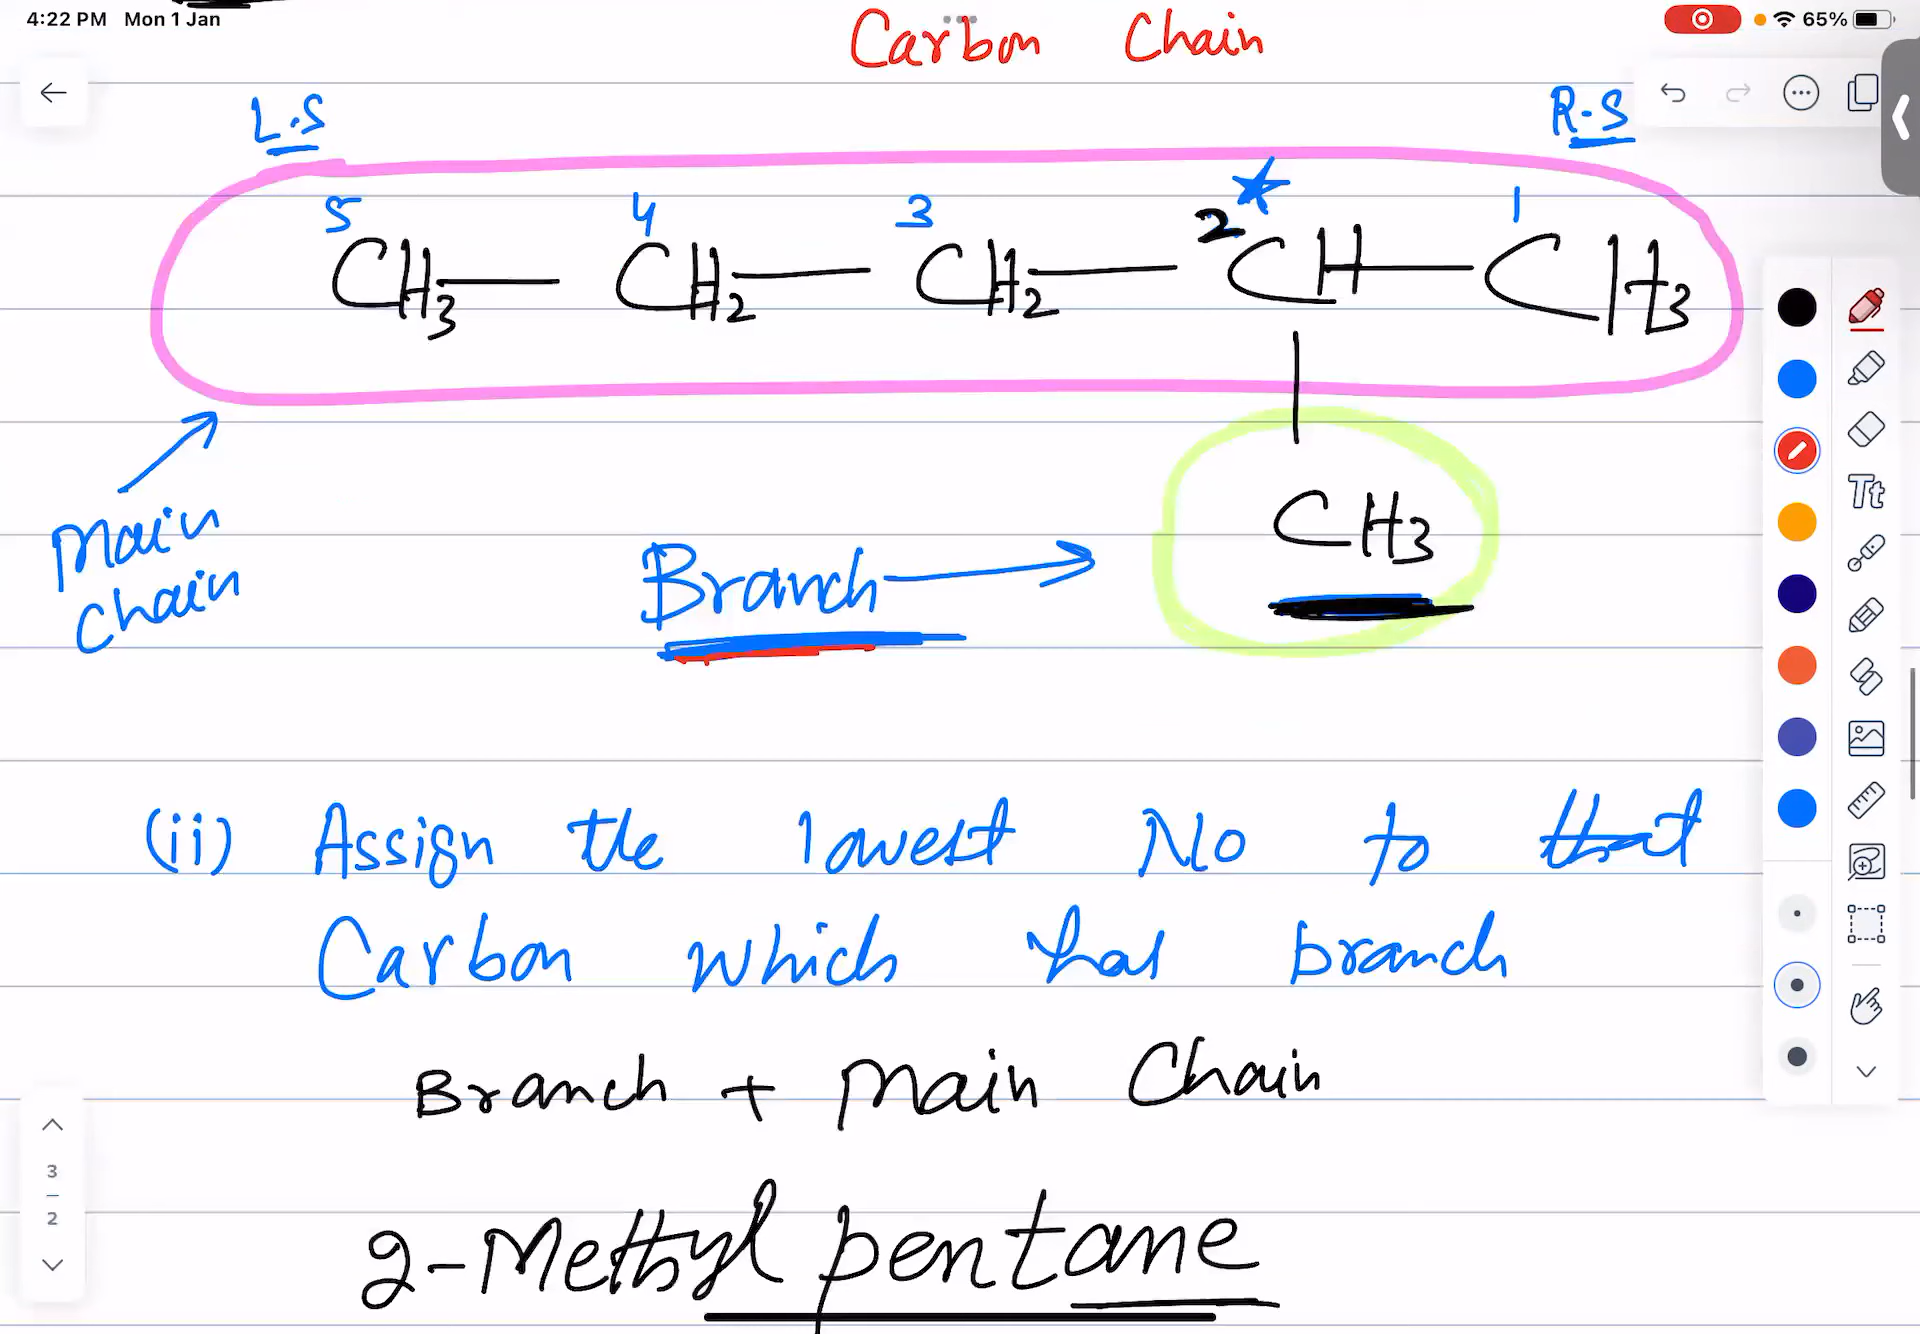 4:22 PM Mon 1 Jan
65%
Carbon Chain
L.S R-S
5 4 3 2 1
CH3 — CH2 — CH2 — CH — CH3
|
CH3
Main
Chain
Branch
(ii) Assign the lowest No to that
Carbon which has branch
Branch + Main Chain
2-Methyl pentane
Tt
3
2